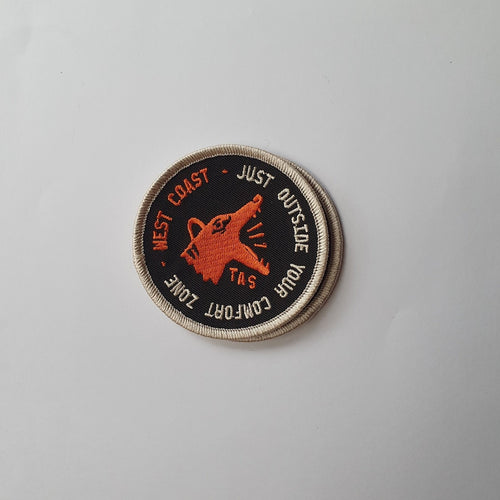 WEST COAST - JUST OUTSIDE YOUR COMFORT ZONE -
TAS